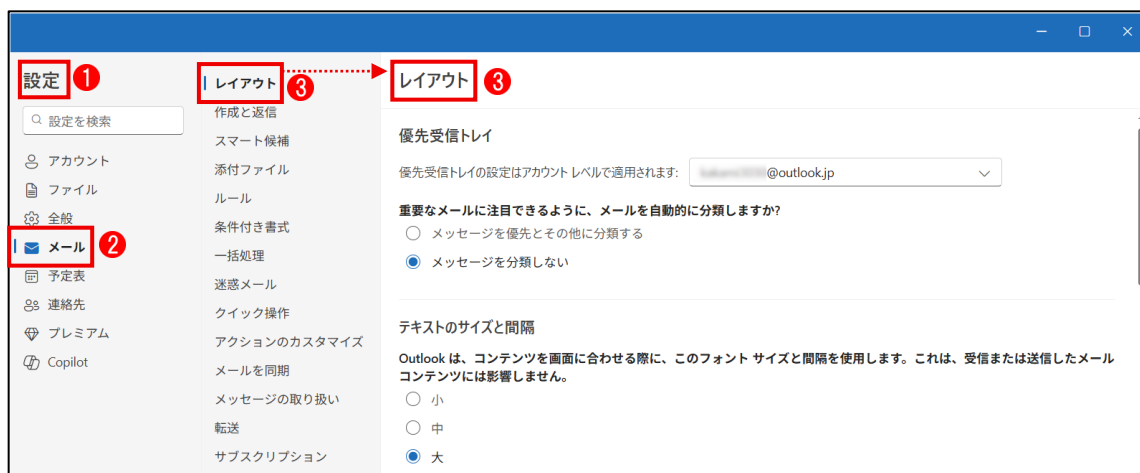 設定 1
設定を検索
アカウント
ファイル
全般
メール 2
予定表
連絡先
プレミアム
Copilot
レイアウト 3
作成と返信
スマート候補
添付ファイル
ルール
条件付き書式
一括処理
迷惑メール
クイック操作
アクションのカスタマイズ
メールを同期
メッセージの取り扱い
転送
サブスクリプション
レイアウト 3
優先受信トレイ
優先受信トレイの設定はアカウント レベルで適用されます: @outlook.jp
重要なメールに注目できるように、メールを自動的に分類しますか?
メッセージを優先とその他に分類する
メッセージを分類しない
テキストのサイズと間隔
Outlook は、コンテンツを画面に合わせる際に、このフォント サイズと間隔を使用します。これは、受信または送信したメール
コンテンツには影響しません。
小
中
大